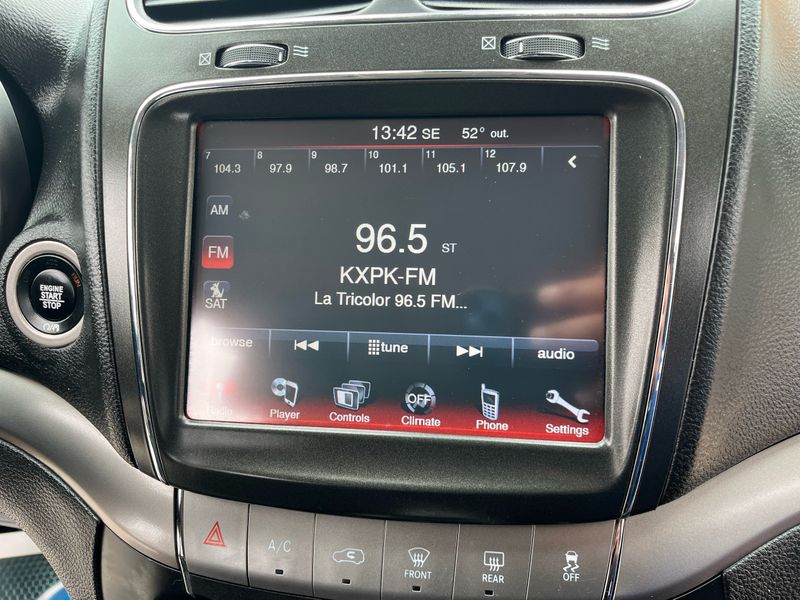 13:42 SE 52° out.
7 104.3 8 97.9 9 98.7 10 101.1 11 105.1 12 107.9
AM
96.5 ST
FM
KXPK-FM
La Tricolor 96.5 FM...
SAT
browse tune audio
Radio Player Controls OFF Climate Phone Settings
ENGINE
START
STOP
RUN
A/C FRONT REAR OFF